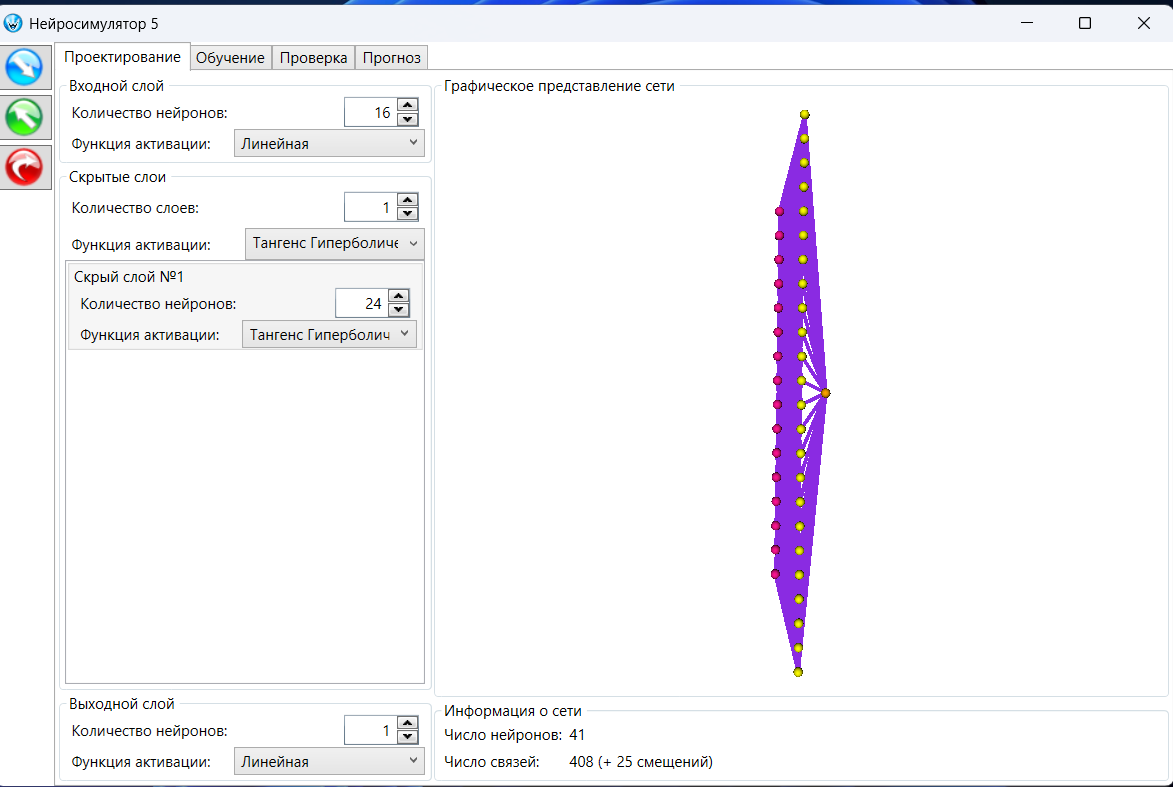 Нейросимулятор 5
Проектирование Обучение Проверка Прогноз
Входной слой
Количество нейронов: 16
Функция активации: Линейная
Скрытые слои
Количество слоев: 1
Функция активации: Тангенс Гиперболиче
Скрый слой №1
Количество нейронов: 24
Функция активации: Тангенс Гиперболич
Выходной слой
Количество нейронов: 1
Функция активации: Линейная
Графическое представление сети
Информация о сети
Число нейронов: 41
Число связей: 408 (+ 25 смещений)